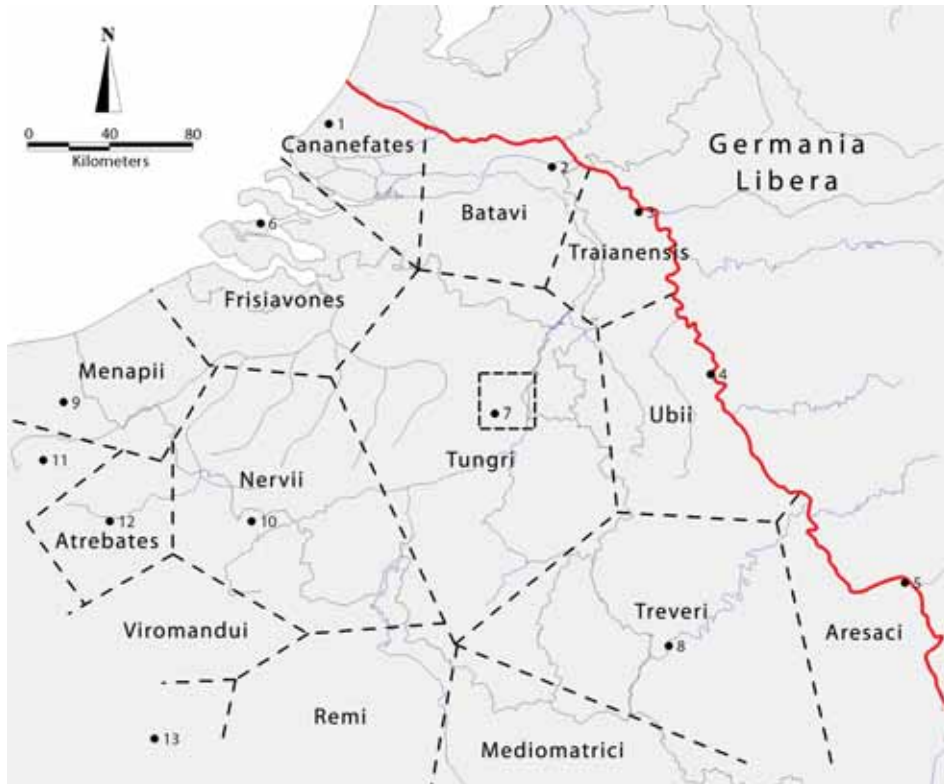 N
0 40 80
Kilometers
1
Cananefates
Germania
Libera
2
Batavi
3
6
Traianensis
Frisiavones
Menapii
4
9
7
Ubii
11
Tungri
Nervii
12
10
Atrebates
5
Viromandui
Treveri
8
Aresaci
Remi
13
Mediomatrici